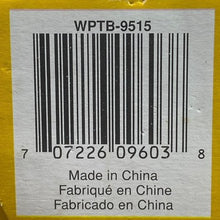 WPTB-9515
7 07226 09603 8
Made in China
Fabriqué en Chine
Fabricado en China